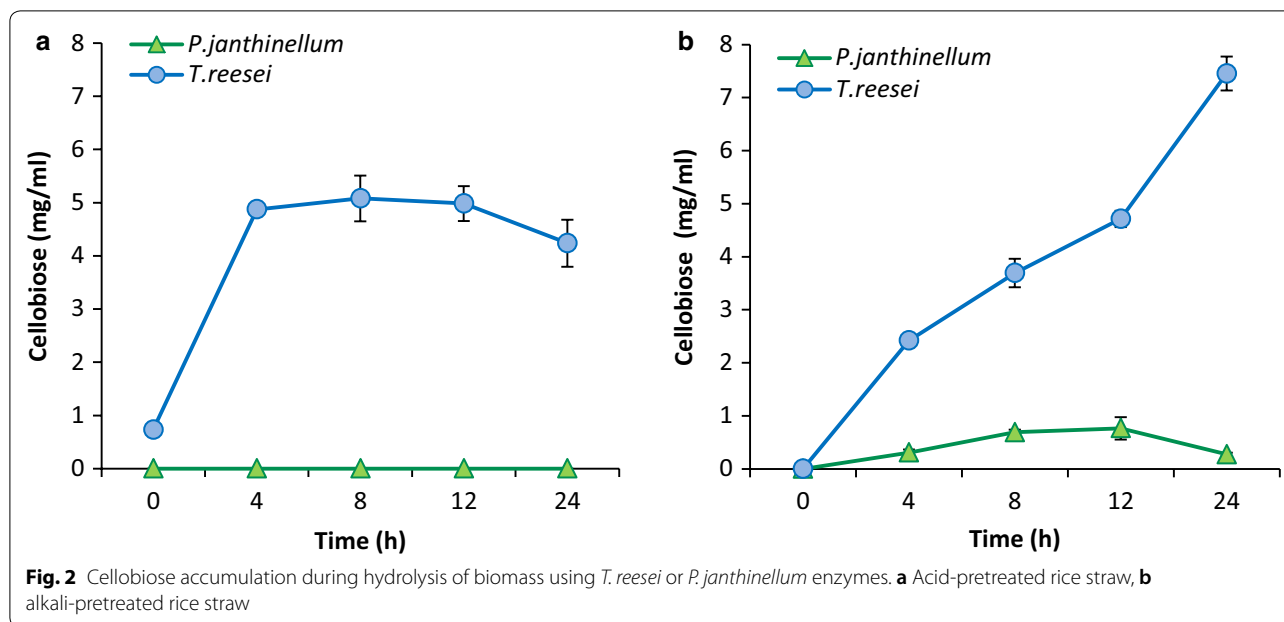 a
P.janthinellum
T.reesei
8
7
6
5
4
3
2
1
0
Cellobiose (mg/ml)
0 4 8 12 24
Time (h)
b
P.janthinellum
T.reesei
8
7
6
5
4
3
2
1
0
Cellobiose (mg/ml)
0 4 8 12 24
Time (h)
Fig. 2 Cellobiose accumulation during hydrolysis of biomass using T. reesei or P. janthinellum enzymes. a Acid-pretreated rice straw, b
alkali-pretreated rice straw